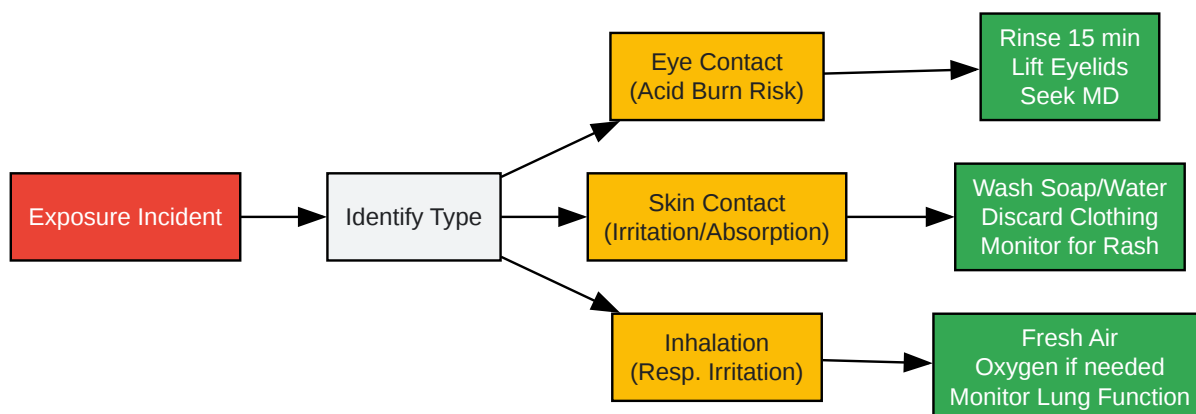 Exposure Incident
Identify Type
Eye Contact
(Acid Burn Risk)
Rinse 15 min
Lift Eyelids
Seek MD
Skin Contact
(Irritation/Absorption)
Wash Soap/Water
Discard Clothing
Monitor for Rash
Inhalation
(Resp. Irritation)
Fresh Air
Oxygen if needed
Monitor Lung Function